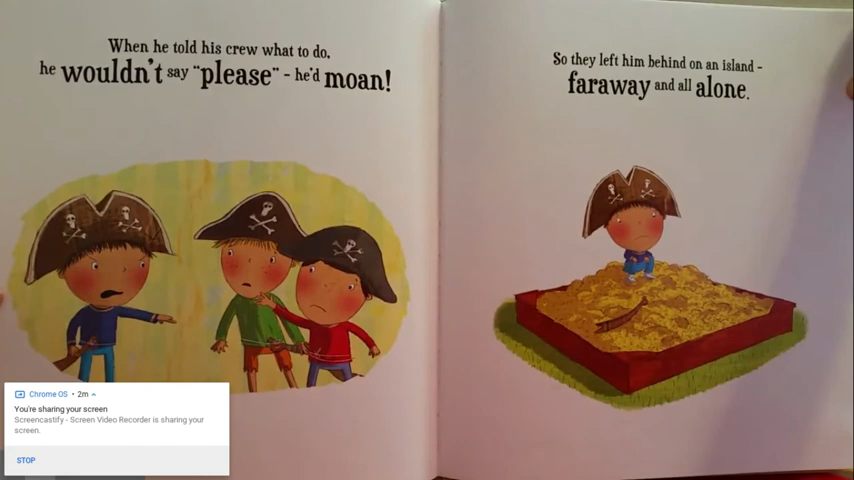 When he told his crew what to do,
he wouldn't say "please" - he'd moan!
So they left him behind on an island -
faraway and all alone.
Chrome OS • 2m
You're sharing your screen
Screencastify - Screen Video Recorder is sharing your
screen.
STOP